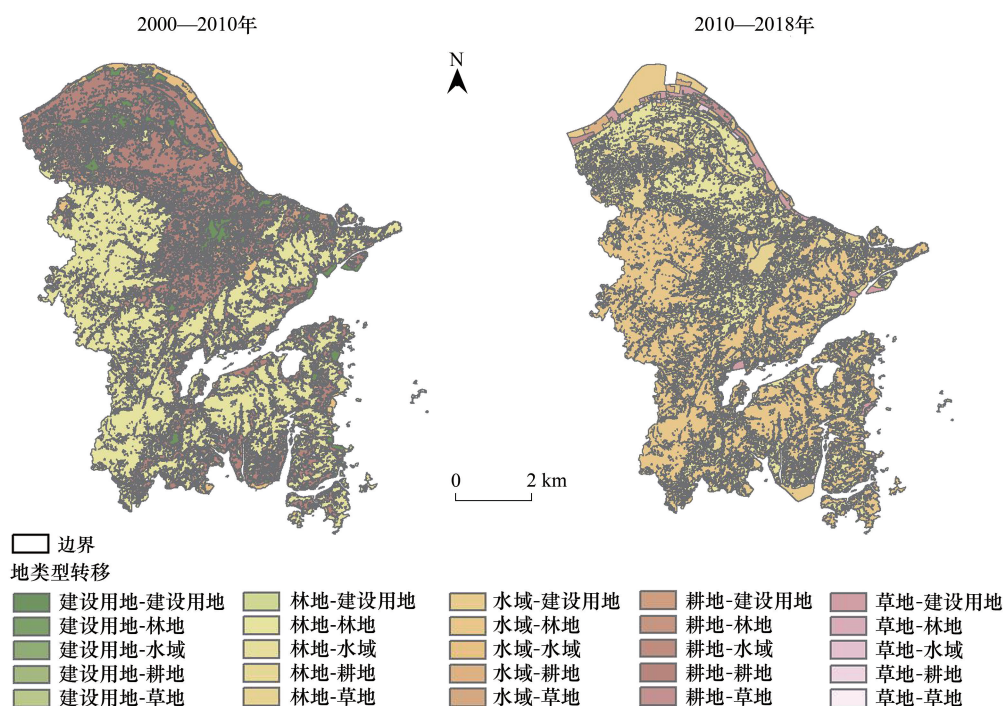 2000—2010年
2010—2018年
N
0 2 km
边界
地类型转移
建设用地-建设用地 林地-建设用地 水域-建设用地 耕地-建设用地 草地-建设用地
建设用地-林地 林地-林地 水域-林地 耕地-林地 草地-林地
建设用地-水域 林地-水域 水域-水域 耕地-水域 草地-水域
建设用地-耕地 林地-耕地 水域-耕地 耕地-耕地 草地-耕地
建设用地-草地 林地-草地 水域-草地 耕地-草地 草地-草地